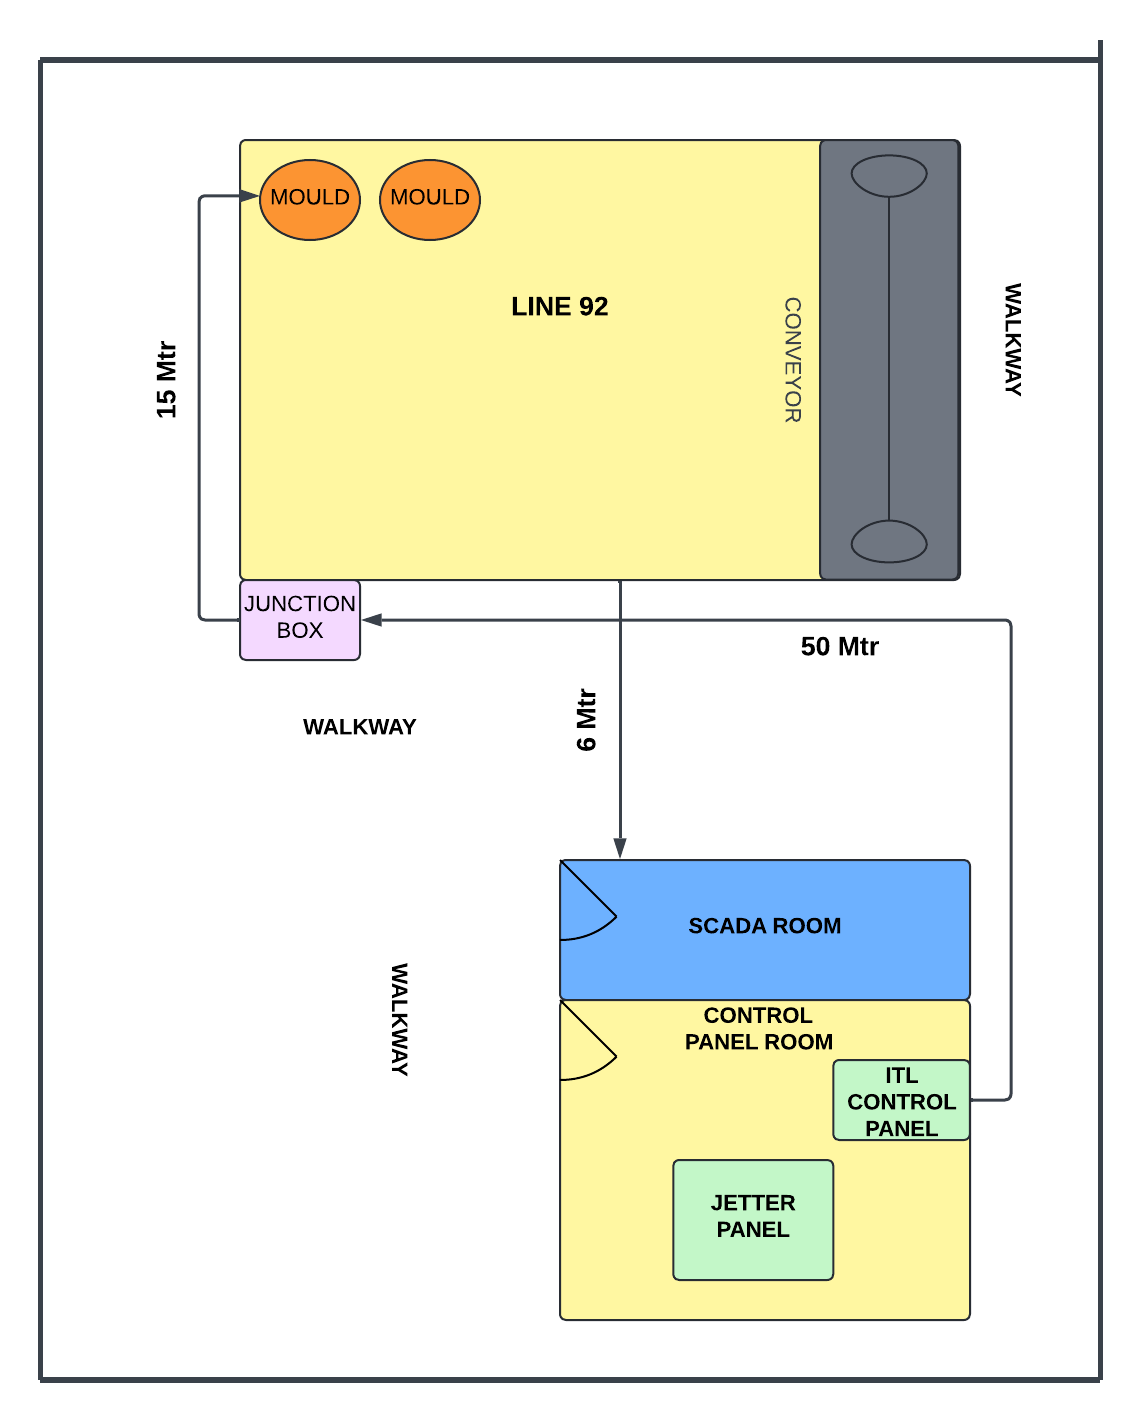 MOULD
MOULD
LINE 92
CONVEYOR
WALKWAY
15 Mtr
JUNCTION
BOX
50 Mtr
6 Mtr
WALKWAY
SCADA ROOM
WALKWAY
CONTROL
PANEL ROOM
ITL
CONTROL
PANEL
JETTER
PANEL